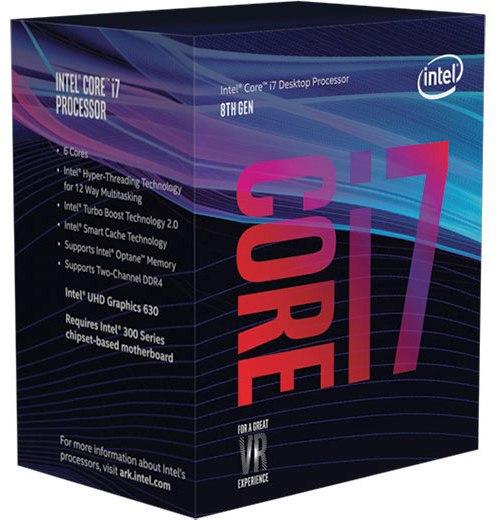 INTEL® CORE™ i7
PROCESSOR
• 6 Cores
• Intel® Hyper-Threading Technology
for 12 Way Multitasking
• Intel® Turbo Boost Technology 2.0
• Intel® Smart Cache Technology
• Supports Intel® Optane™ Memory
• Supports Two-Channel DDR4
Intel® UHD Graphics 630
Requires Intel® 300 Series
chipset-based motherboard
For more information about Intel's
processors, visit ark.intel.com
Intel® Core™ i7 Desktop Processor
8TH GEN
intel®
CORE i7
FOR A GREAT
VR
EXPERIENCE